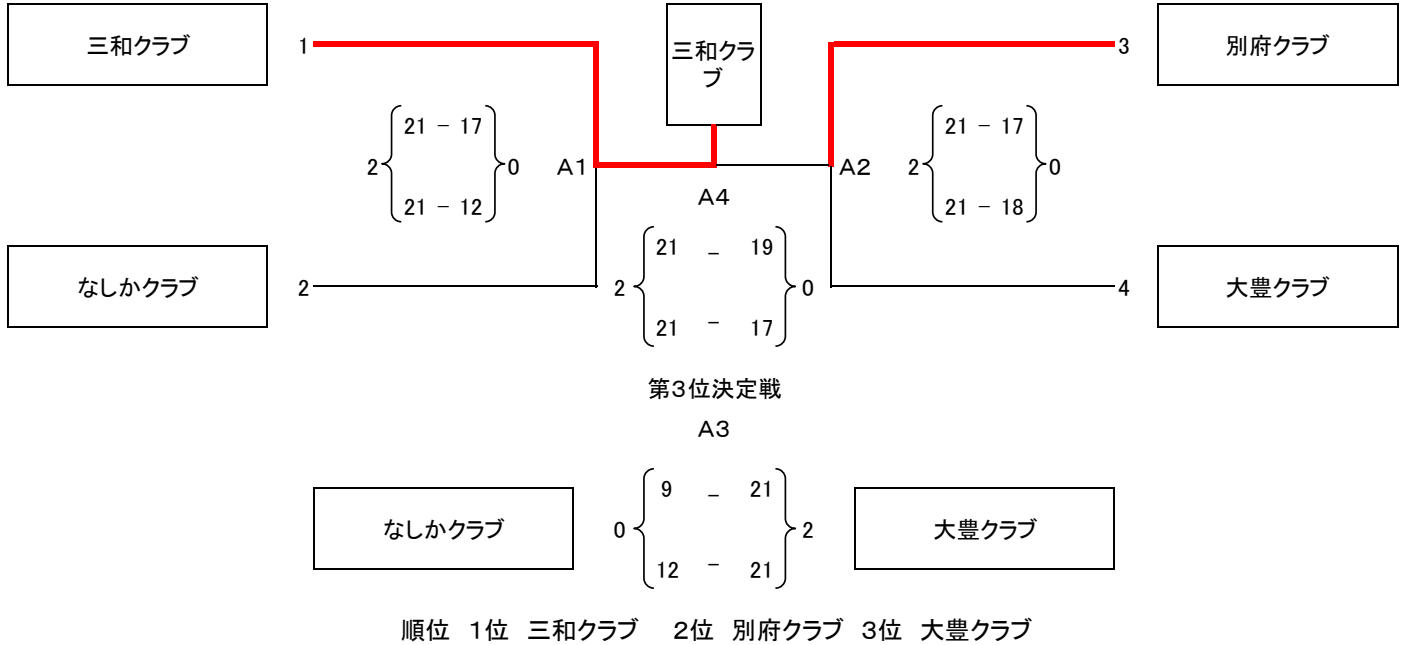 三和クラブ 1 三和クラ 3 別府クラブ
ブ
21 － 17 21 － 17
2 0 A1 A2 2 0
A4
21 － 12 21 － 18
21 － 19
なしかクラブ 2 2 0 4 大豊クラブ
21 － 17
第3位決定戦
A3
9 － 21
なしかクラブ 0 2 大豊クラブ
12 － 21
順位 1位 三和クラブ 2位 別府クラブ 3位 大豊クラブ